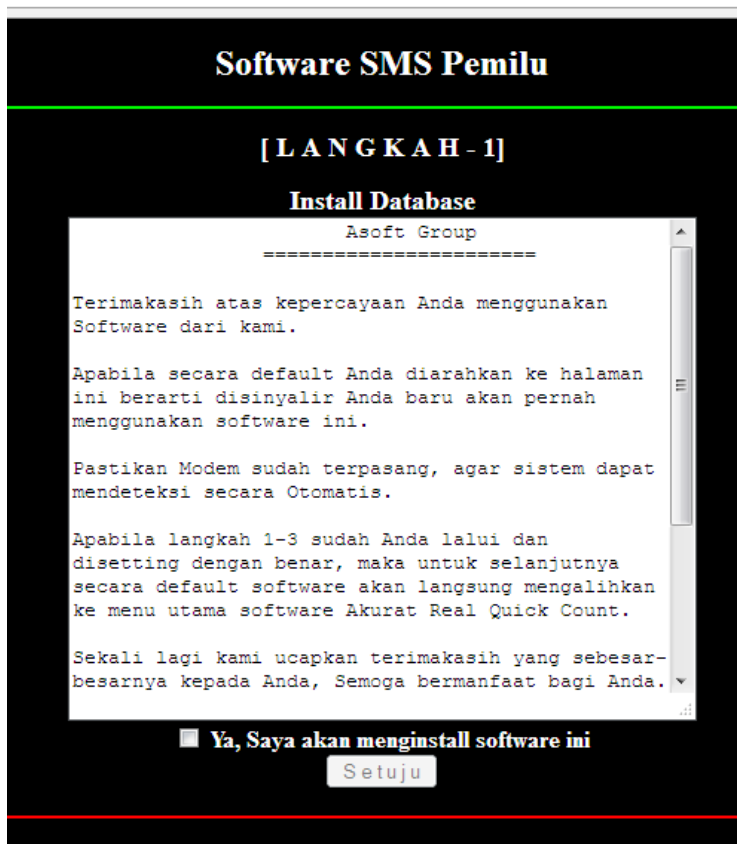 Software SMS Pemilu
[ L A N G K A H - 1]
Install Database
Asoft Group
=======================
Terimakasih atas kepercayaan Anda menggunakan
Software dari kami.
Apabila secara default Anda diarahkan ke halaman
ini berarti disinyalir Anda baru akan pernah
menggunakan software ini.
Pastikan Modem sudah terpasang, agar sistem dapat
mendeteksi secara Otomatis.
Apabila langkah 1-3 sudah Anda lalui dan
disetting dengan benar, maka untuk selanjutnya
secara default software akan langsung mengalihkan
ke menu utama software Akurat Real Quick Count.
Sekali lagi kami ucapkan terimakasih yang sebesar-
besarnya kepada Anda, Semoga bermanfaat bagi Anda.
Ya, Saya akan menginstall software ini
Setuju